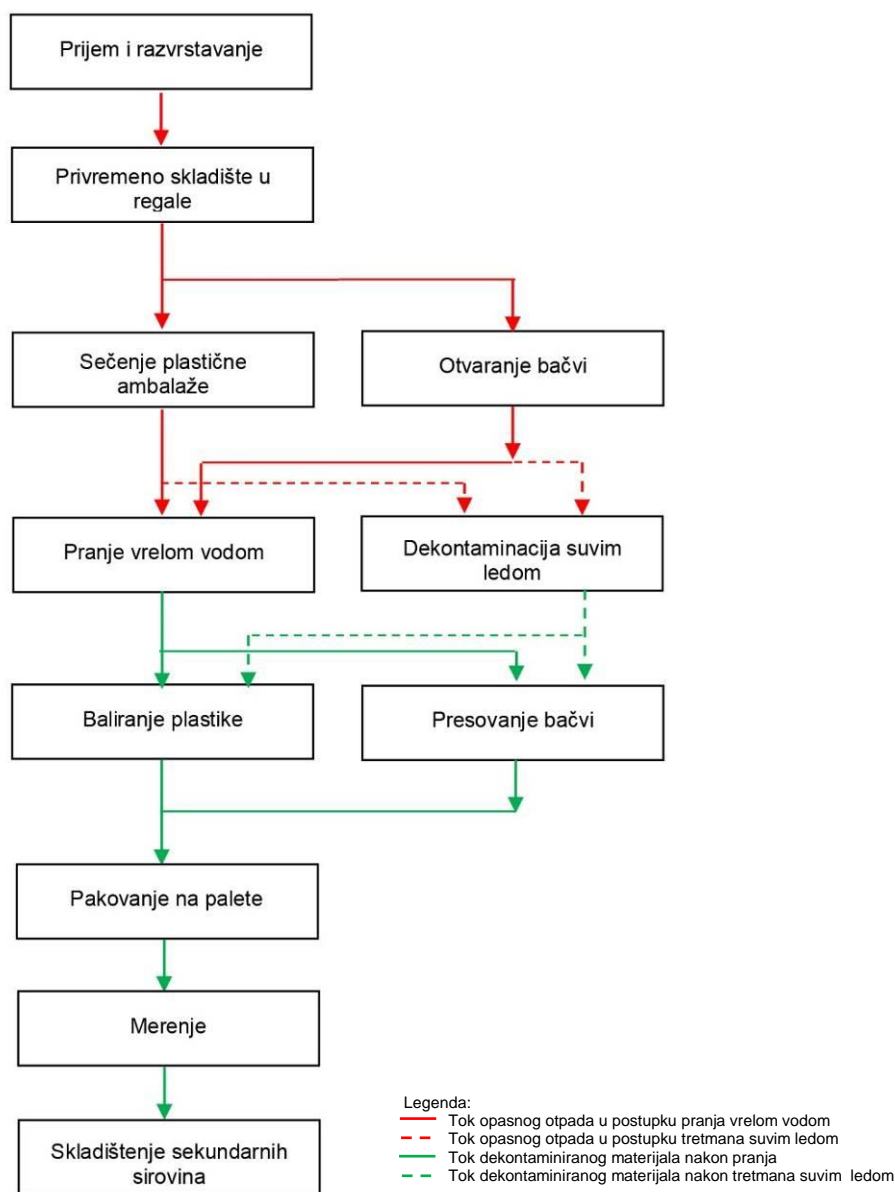 Prijem i razvrstavanje
Privremeno skladište u
regale
Sečenje plastične
ambalaže
Otvaranje bačvi
Pranje vrelom vodom
Dekontaminacija suvim
ledom
Baliranje plastike
Presovanje bačvi
Pakovanje na palete
Merenje
Skladištenje sekundarnih
sirovina
Legenda:
Tok opasnog otpada u postupku pranja vrelom vodom
Tok opasnog otpada u postupku tretmana suvim ledom
Tok dekontaminiranog materijala nakon pranja
Tok dekontaminiranog materijala nakon tretmana suvim ledom